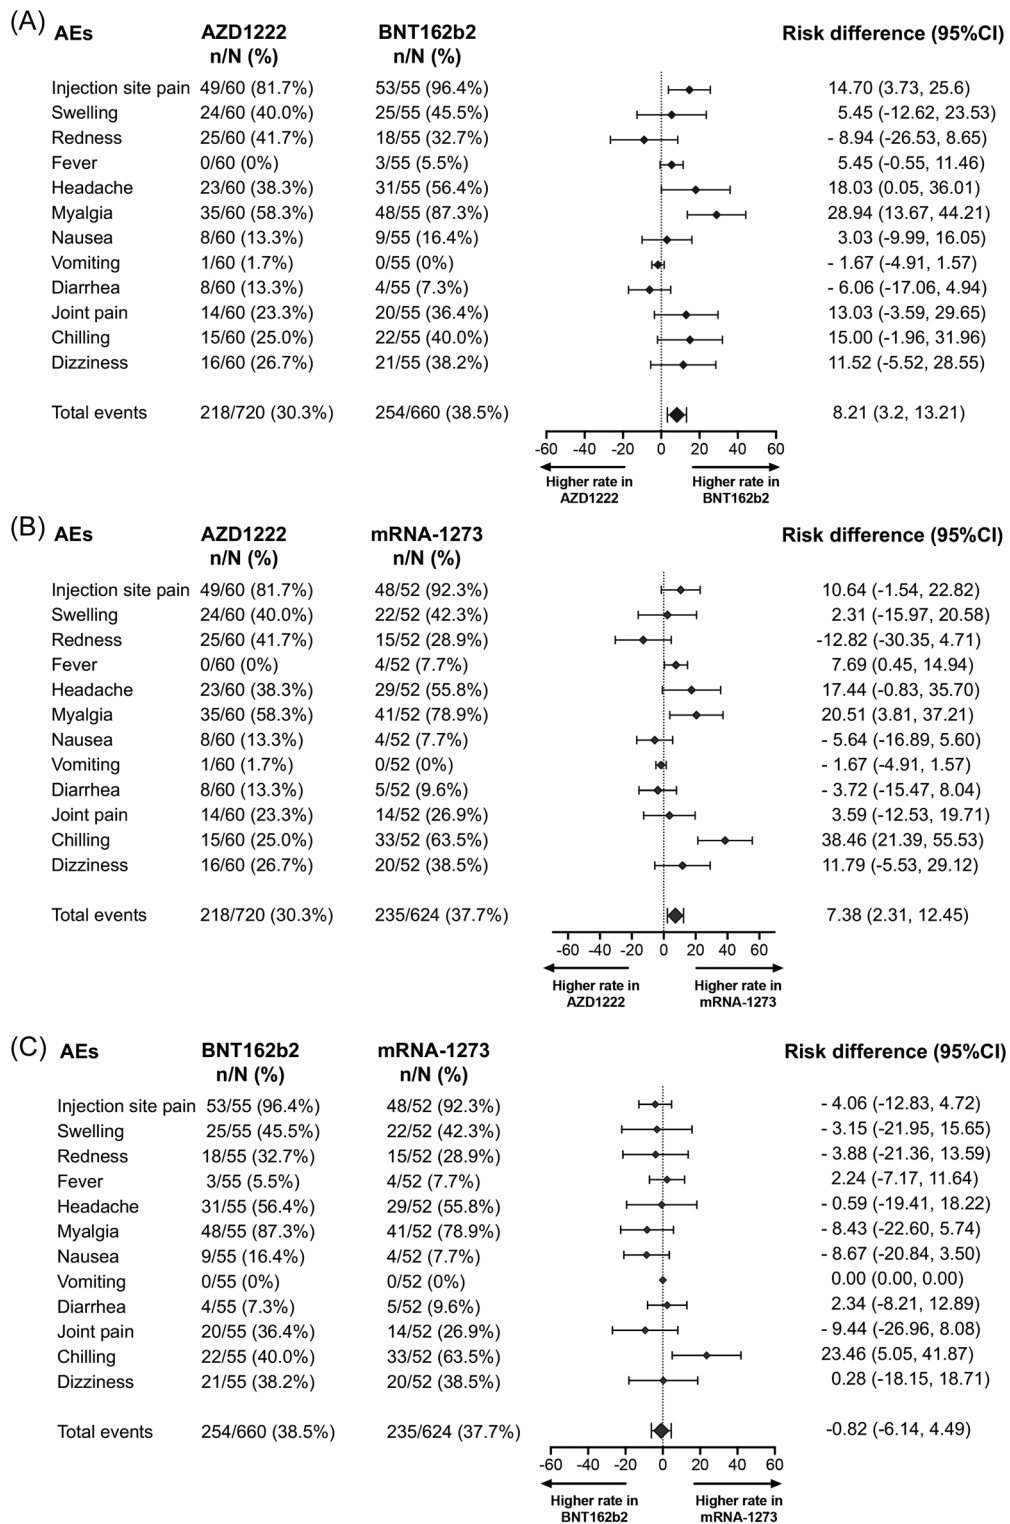 (A) AEs AZD1222 BNT162b2 Risk difference (95%CI)
n/N (%) n/N (%)
Injection site pain 49/60 (81.7%) 53/55 (96.4%) 14.70 (3.73, 25.6)
Swelling 24/60 (40.0%) 25/55 (45.5%) 5.45 (-12.62, 23.53)
Redness 25/60 (41.7%) 18/55 (32.7%) - 8.94 (-26.53, 8.65)
Fever 0/60 (0%) 3/55 (5.5%) 5.45 (-0.55, 11.46)
Headache 23/60 (38.3%) 31/55 (56.4%) 18.03 (0.05, 36.01)
Myalgia 35/60 (58.3%) 48/55 (87.3%) 28.94 (13.67, 44.21)
Nausea 8/60 (13.3%) 9/55 (16.4%) 3.03 (-9.99, 16.05)
Vomiting 1/60 (1.7%) 0/55 (0%) - 1.67 (-4.91, 1.57)
Diarrhea 8/60 (13.3%) 4/55 (7.3%) - 6.06 (-17.06, 4.94)
Joint pain 14/60 (23.3%) 20/55 (36.4%) 13.03 (-3.59, 29.65)
Chilling 15/60 (25.0%) 22/55 (40.0%) 15.00 (-1.96, 31.96)
Dizziness 16/60 (26.7%) 21/55 (38.2%) 11.52 (-5.52, 28.55)
Total events 218/720 (30.3%) 254/660 (38.5%) 8.21 (3.2, 13.21)
-60 -40 -20 0 20 40 60
Higher rate in Higher rate in
AZD1222 BNT162b2
(B) AEs AZD1222 mRNA-1273 Risk difference (95%CI)
n/N (%) n/N (%)
Injection site pain 49/60 (81.7%) 48/52 (92.3%) 10.64 (-1.54, 22.82)
Swelling 24/60 (40.0%) 22/52 (42.3%) 2.31 (-15.97, 20.58)
Redness 25/60 (41.7%) 15/52 (28.9%) -12.82 (-30.35, 4.71)
Fever 0/60 (0%) 4/52 (7.7%) 7.69 (0.45, 14.94)
Headache 23/60 (38.3%) 29/52 (55.8%) 17.44 (-0.83, 35.70)
Myalgia 35/60 (58.3%) 41/52 (78.9%) 20.51 (3.81, 37.21)
Nausea 8/60 (13.3%) 4/52 (7.7%) - 5.64 (-16.89, 5.60)
Vomiting 1/60 (1.7%) 0/52 (0%) - 1.67 (-4.91, 1.57)
Diarrhea 8/60 (13.3%) 5/52 (9.6%) - 3.72 (-15.47, 8.04)
Joint pain 14/60 (23.3%) 14/52 (26.9%) 3.59 (-12.53, 19.71)
Chilling 15/60 (25.0%) 33/52 (63.5%) 38.46 (21.39, 55.53)
Dizziness 16/60 (26.7%) 20/52 (38.5%) 11.79 (-5.53, 29.12)
Total events 218/720 (30.3%) 235/624 (37.7%) 7.38 (2.31, 12.45)
-60 -40 -20 0 20 40 60
Higher rate in Higher rate in
AZD1222 mRNA-1273
(C) AEs BNT162b2 mRNA-1273 Risk difference (95%CI)
n/N (%) n/N (%)
Injection site pain 53/55 (96.4%) 48/52 (92.3%) - 4.06 (-12.83, 4.72)
Swelling 25/55 (45.5%) 22/52 (42.3%) - 3.15 (-21.95, 15.65)
Redness 18/55 (32.7%) 15/52 (28.9%) - 3.88 (-21.36, 13.59)
Fever 3/55 (5.5%) 4/52 (7.7%) 2.24 (-7.17, 11.64)
Headache 31/55 (56.4%) 29/52 (55.8%) - 0.59 (-19.41, 18.22)
Myalgia 48/55 (87.3%) 41/52 (78.9%) - 8.43 (-22.60, 5.74)
Nausea 9/55 (16.4%) 4/52 (7.7%) - 8.67 (-20.84, 3.50)
Vomiting 0/55 (0%) 0/52 (0%) 0.00 (0.00, 0.00)
Diarrhea 4/55 (7.3%) 5/52 (9.6%) 2.34 (-8.21, 12.89)
Joint pain 20/55 (36.4%) 14/52 (26.9%) - 9.44 (-26.96, 8.08)
Chilling 22/55 (40.0%) 33/52 (63.5%) 23.46 (5.05, 41.87)
Dizziness 21/55 (38.2%) 20/52 (38.5%) 0.28 (-18.15, 18.71)
Total events 254/660 (38.5%) 235/624 (37.7%) -0.82 (-6.14, 4.49)
-60 -40 -20 0 20 40 60
Higher rate in Higher rate in
BNT162b2 mRNA-1273